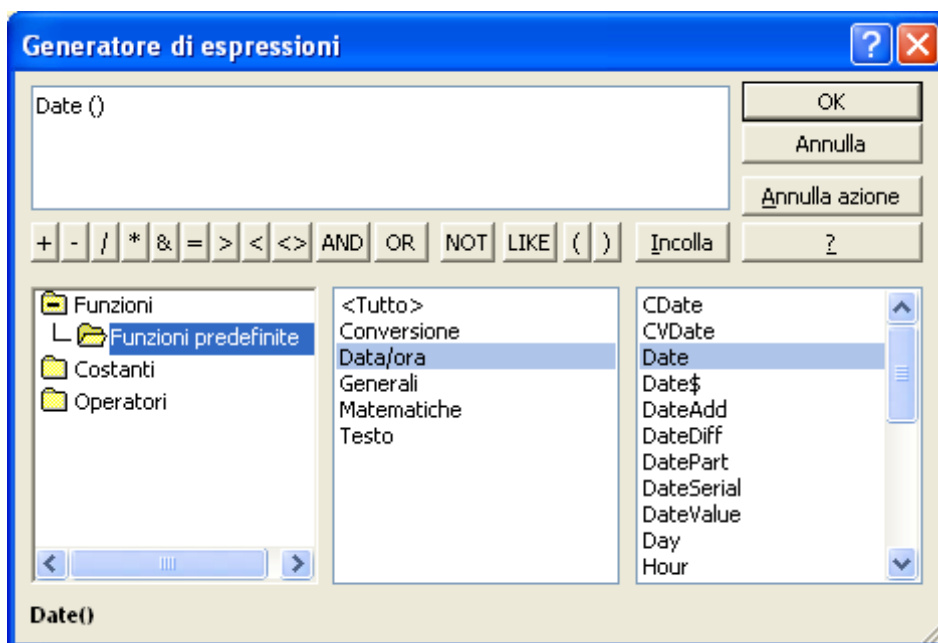 Generatore di espressioni
?
Date ()
OK
Annulla
Annulla azione
+ - / * & = > < <> AND OR NOT LIKE ( ) Incolla ?
Funzioni
Funzioni predefinite
Costanti
Operatori
<Tutto>
Conversione
Data/ora
Generali
Matematiche
Testo
CDate
CVDate
Date
Date$
DateAdd
DateDiff
DatePart
DateSerial
DateValue
Day
Hour
Date()